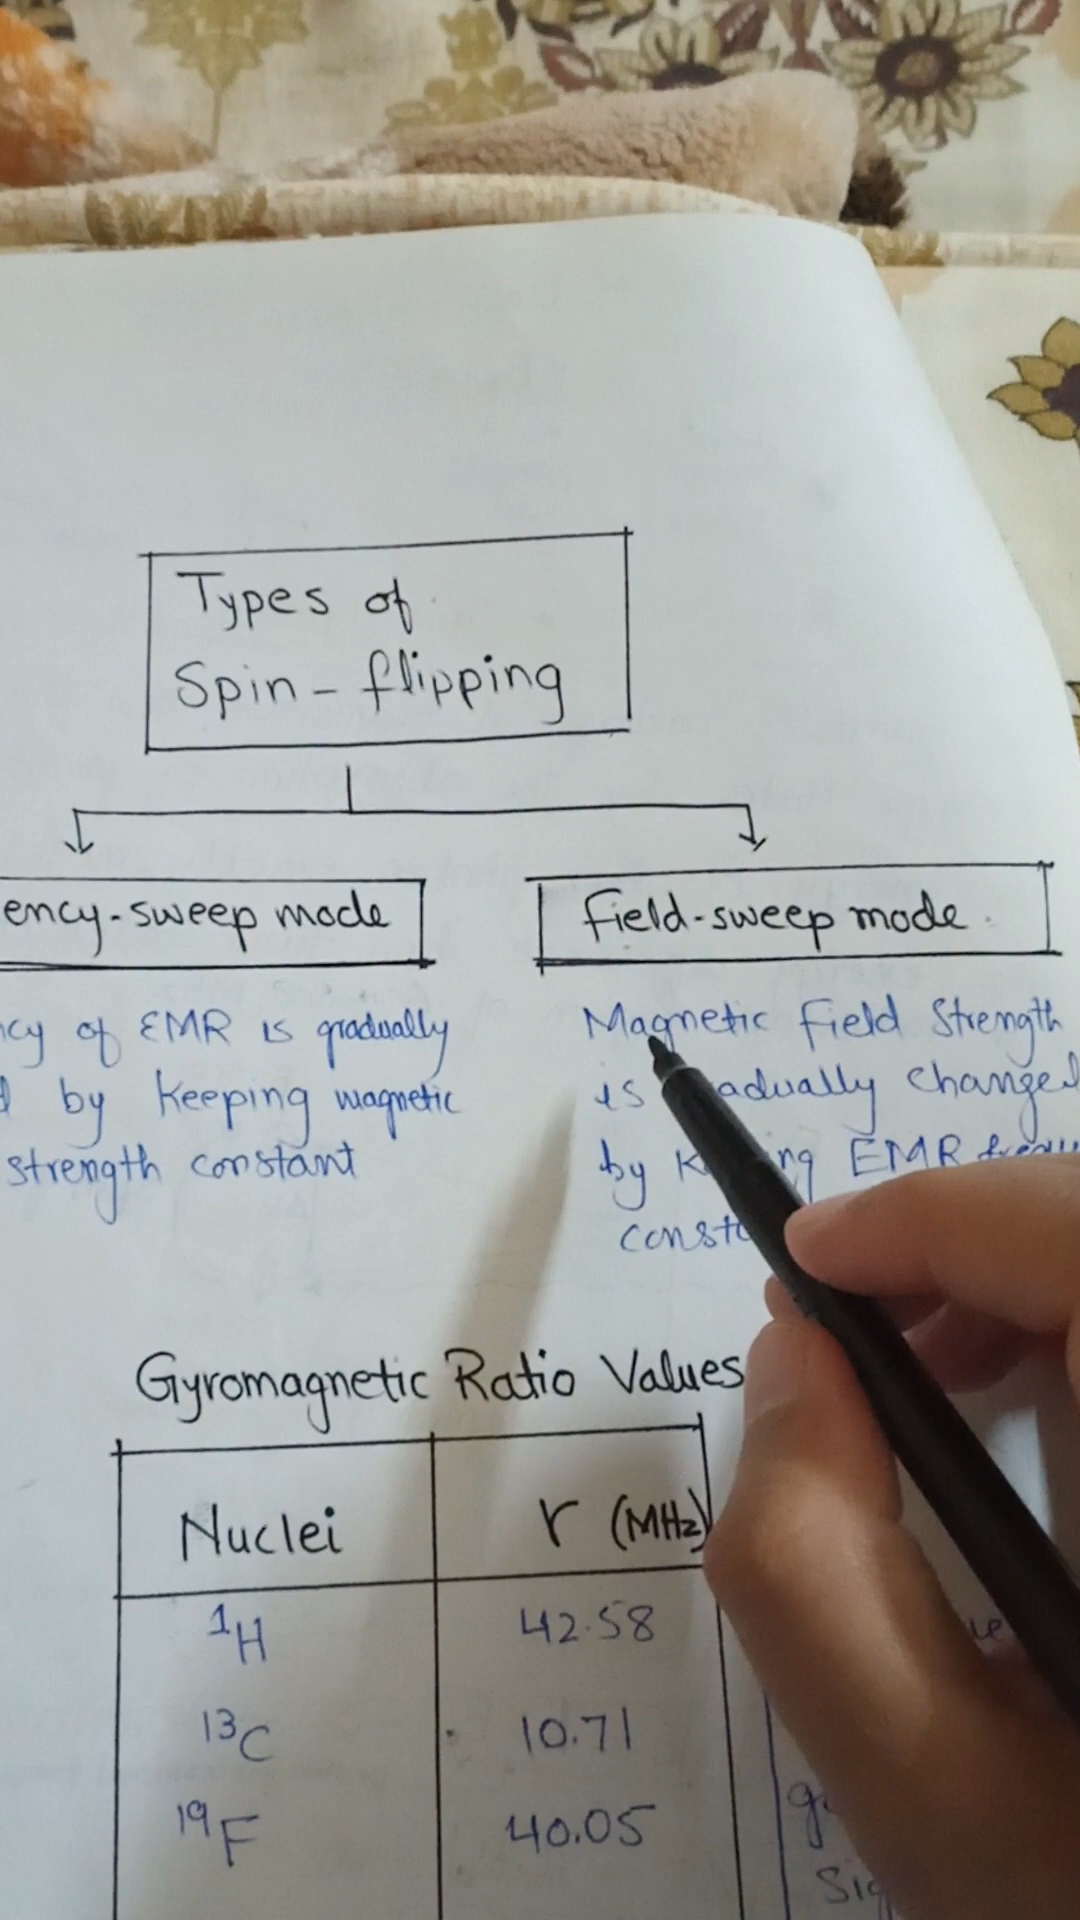 Types of
Spin - flipping
ency-sweep mode
Field-sweep mode.
cy of EMR is gradually
by keeping magnetic
strength constant
Magnetic Field Strength
is gradually changed
by Keeping EMR
Gyromagnetic Ratio Values
Nuclei
r (MHz)
¹H
42.58
¹³C
10.71
¹⁹F
40.05